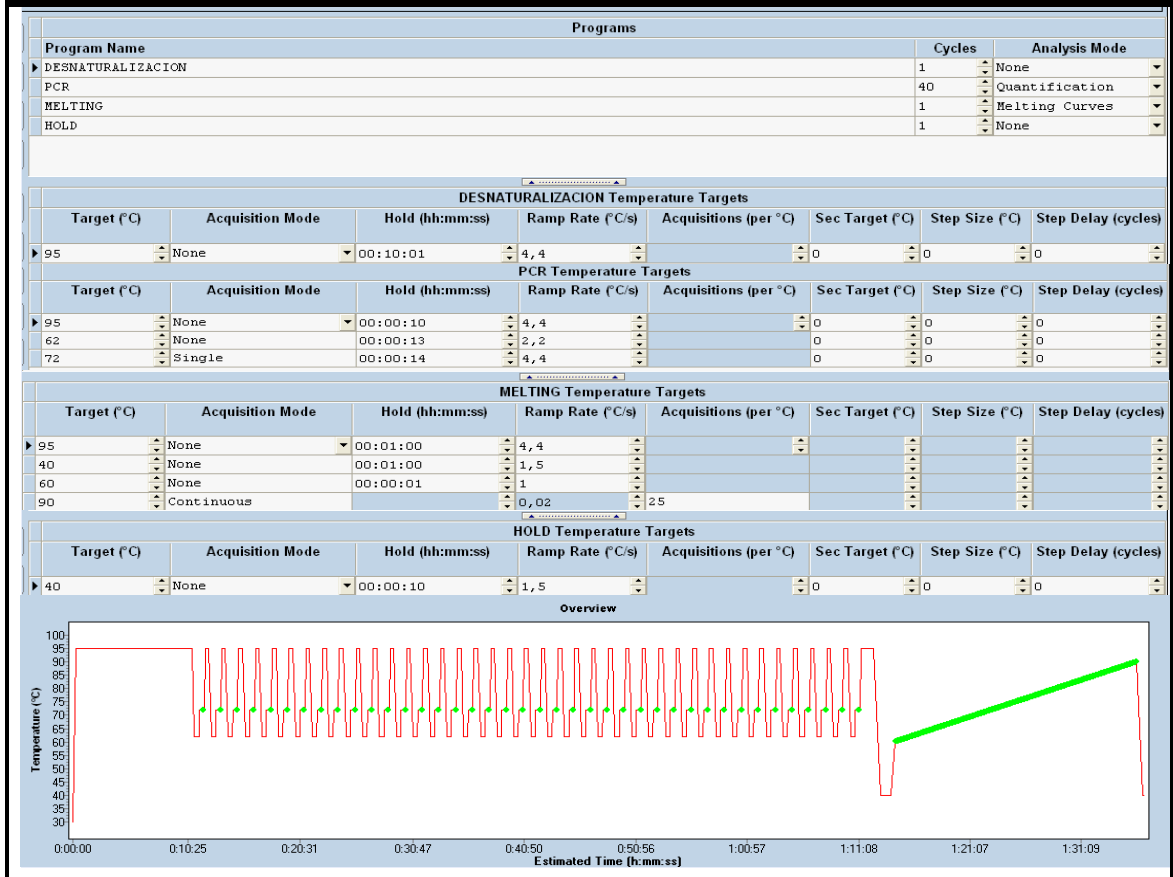 Programs
Program Name Cycles Analysis Mode
DESNATURALIZACION 1 None
PCR 40 Quantification
MELTING 1 Melting Curves
HOLD 1 None
DESNATURALIZACION Temperature Targets
Target (°C) Acquisition Mode Hold (hh:mm:ss) Ramp Rate (°C/s) Acquisitions (per °C) Sec Target (°C) Step Size (°C) Step Delay (cycles)
95 None 00:10:01 4,4 0 0 0
PCR Temperature Targets
Target (°C) Acquisition Mode Hold (hh:mm:ss) Ramp Rate (°C/s) Acquisitions (per °C) Sec Target (°C) Step Size (°C) Step Delay (cycles)
95 None 00:00:10 4,4 0 0 0
62 None 00:00:13 2,2 0 0 0
72 Single 00:00:14 4,4 0 0 0
MELTING Temperature Targets
Target (°C) Acquisition Mode Hold (hh:mm:ss) Ramp Rate (°C/s) Acquisitions (per °C) Sec Target (°C) Step Size (°C) Step Delay (cycles)
95 None 00:01:00 4,4
40 None 00:01:00 1,5
60 None 00:00:01 1
90 Continuous 0,02 25
HOLD Temperature Targets
Target (°C) Acquisition Mode Hold (hh:mm:ss) Ramp Rate (°C/s) Acquisitions (per °C) Sec Target (°C) Step Size (°C) Step Delay (cycles)
40 None 00:00:10 1,5 0 0 0
Overview
Temperature (°C)
100
95
90
85
80
75
70
65
60
55
50
45
40
35
30
0:00:00 0:10:25 0:20:31 0:30:47 0:40:50 0:50:56 1:00:57 1:11:08 1:21:07 1:31:09
Estimated Time (h:mm:ss)